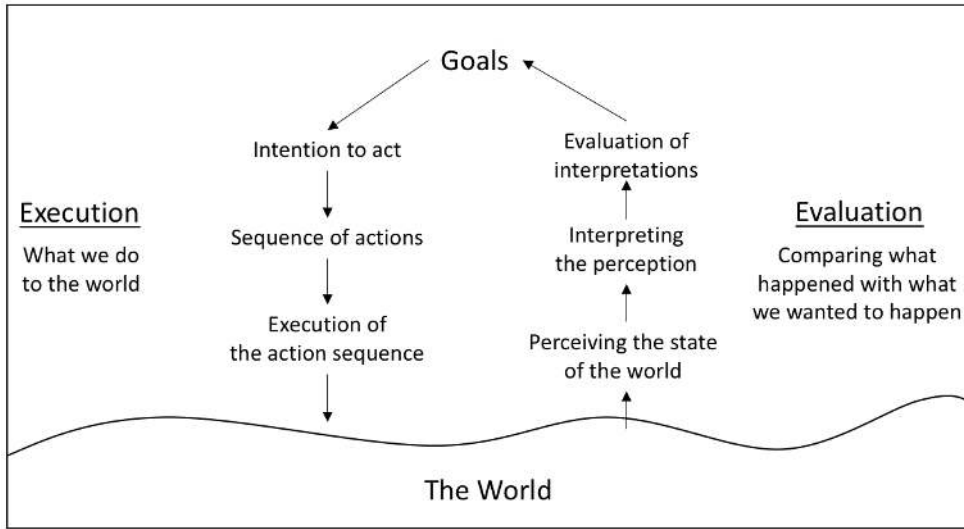 Goals
Intention to act
Evaluation of
interpretations
Execution
What we do
to the world
Sequence of actions
Interpreting
the perception
Evaluation
Comparing what
happened with what
we wanted to happen
Execution of
the action sequence
Perceiving the state
of the world
The World